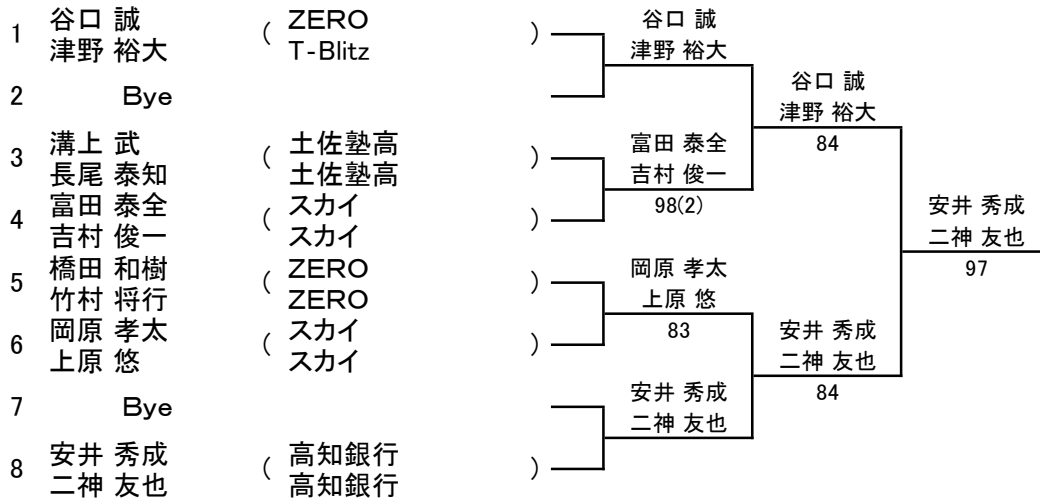 1 谷口 誠 ( ZERO )
津野 裕大 T-Blitz
2 Bye
3 溝上 武 ( 土佐塾高 )
長尾 泰知 土佐塾高
4 富田 泰全 ( スカイ )
吉村 俊一 スカイ
5 橋田 和樹 ( ZERO )
竹村 将行 ZERO
6 岡原 孝太 ( スカイ )
上原 悠 スカイ
7 Bye
8 安井 秀成 ( 高知銀行 )
二神 友也 高知銀行
谷口 誠
津野 裕大
富田 泰全
吉村 俊一
98(2)
岡原 孝太
上原 悠
83
安井 秀成
二神 友也
谷口 誠
津野 裕大
84
安井 秀成
二神 友也
84
安井 秀成
二神 友也
97